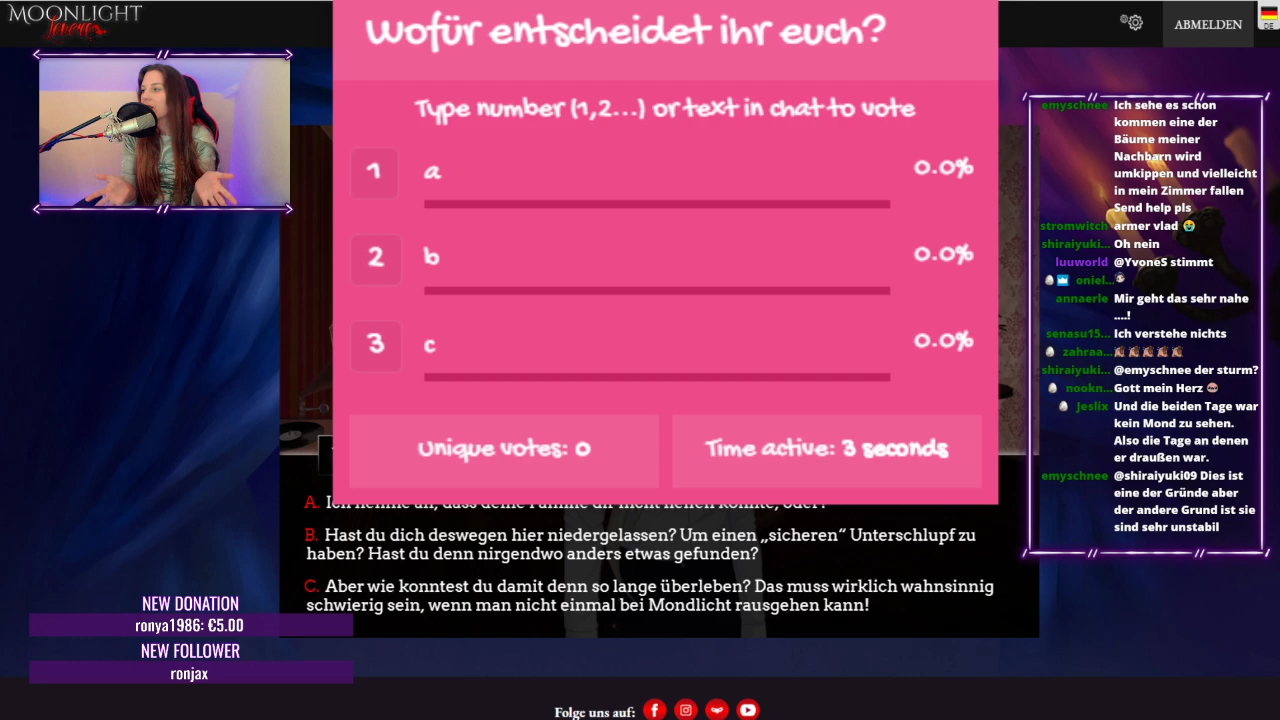 MOONLIGHT
Lovers
ABMELDEN
DE
Wofür entscheidet ihr euch?
Type number (1,2...) or text in chat to vote
1 a 0.0%
2 b 0.0%
3 c 0.0%
Unique votes: 0
Time active: 3 seconds
A.
B. Hast du dich deswegen hier niedergelassen? Um einen „sicheren“ Unterschlupf zu
haben? Hast du denn nirgendwo anders etwas gefunden?
C. Aber wie konntest du damit denn so lange überleben? Das muss wirklich wahnsinnig
schwierig sein, wenn man nicht einmal bei Mondlicht rausgehen kann!
emyschnee Ich sehe es schon
kommen eine der
Bäume meiner
Nachbarn wird
umkippen und vielleicht
in mein Zimmer fallen
Send help pls
stromwitch armer vlad 😭
shiraiyuki... Oh nein
luuworld @YvoneS stimmt
oniel...
annaerle Mir geht das sehr nahe
....!
senasu15... Ich verstehe nichts
zahraa...
shiraiyuki... @emyschnee der sturm?
nookn... Gott mein Herz
Jeslix Und die beiden Tage war
kein Mond zu sehen.
Also die Tage an denen
er draußen war.
emyschnee @shiraiyuki09 Dies ist
eine der Gründe aber
der andere Grund ist sie
sind sehr unstabil
NEW DONATION
ronya1986: €5.00
NEW FOLLOWER
ronjax
Folge uns auf: